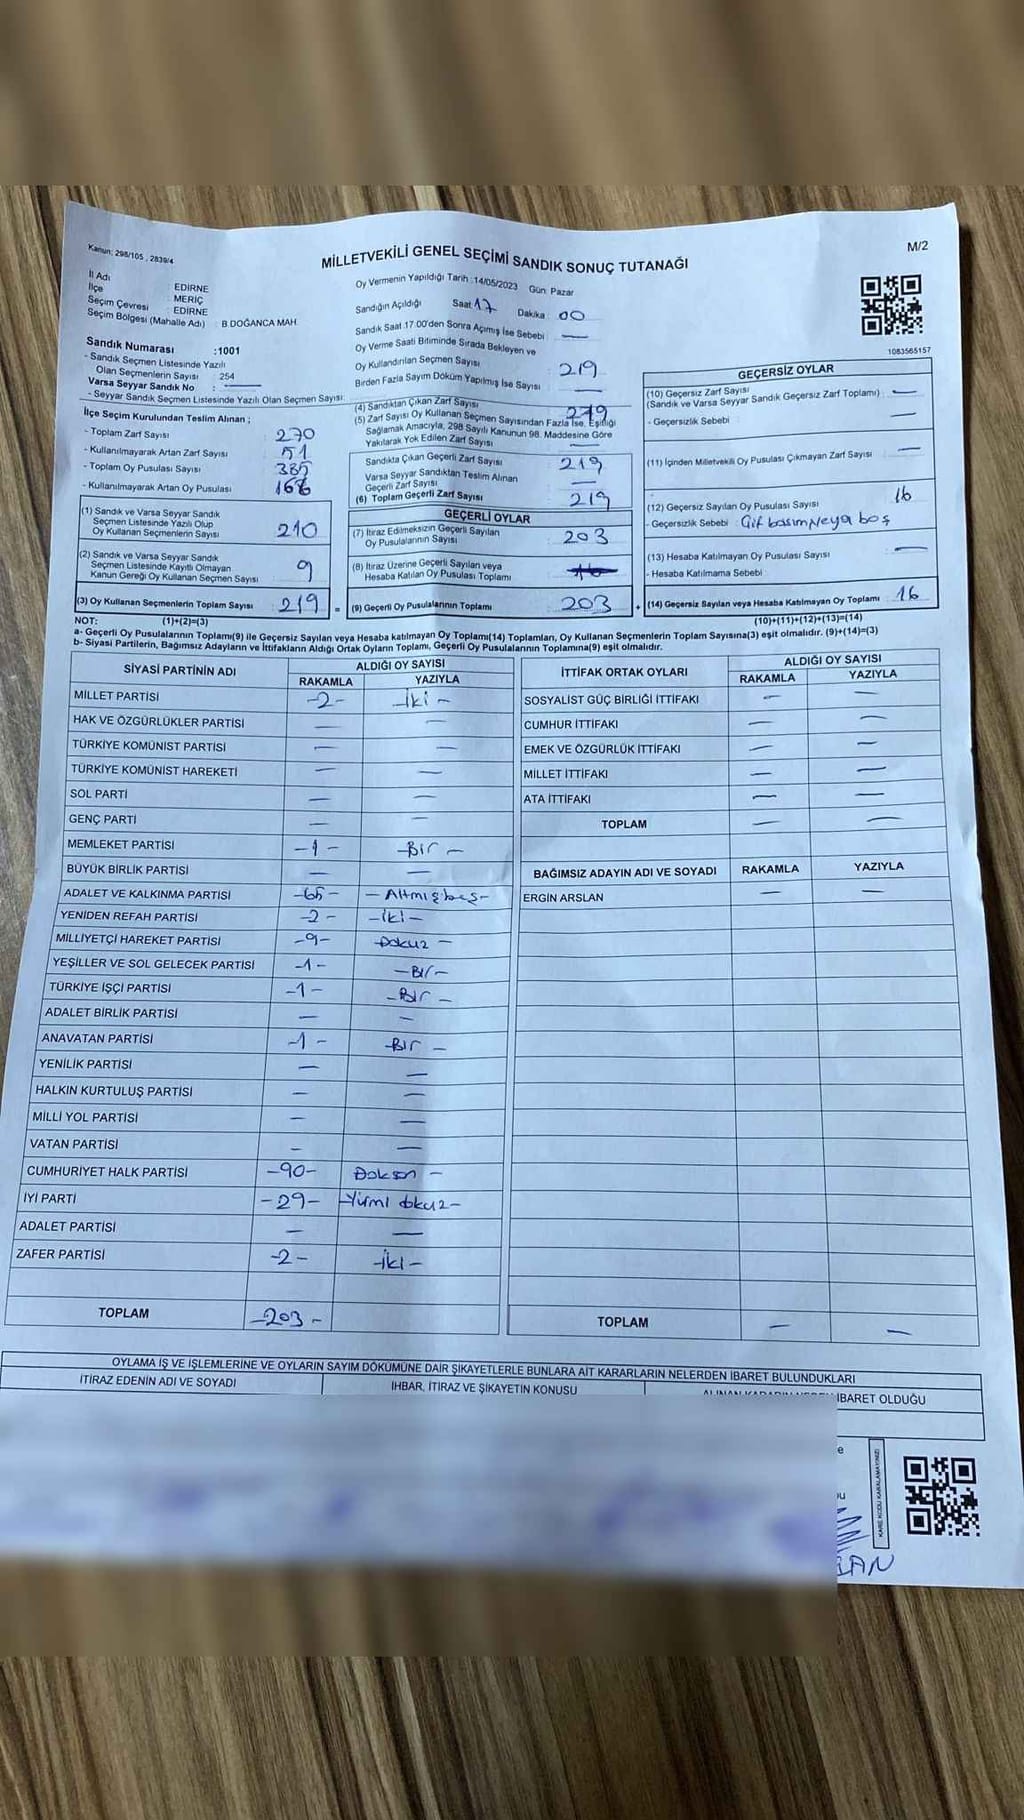 Kanun: 298/105 , 2839/4
MİLLETVEKİLİ GENEL SEÇİMİ SANDIK SONUÇ TUTANAĞI
M/2
İl Adı : EDİRNE
İlçe : MERİÇ
Seçim Çevresi : EDİRNE
Seçim Bölgesi (Mahalle Adı) : B.DOĞANCA MAH.
Sandık Numarası :1001
- Sandık Seçmen Listesinde Yazılı
Olan Seçmenlerin Sayısı : 254
Varsa Seyyar Sandık No : —
- Seyyar Sandık Seçmen Listesinde Yazılı Olan Seçmen Sayısı:
Oy Vermenin Yapıldığı Tarih :14/05/2023 Gün: Pazar
Sandığın Açıldığı Saat 17 Dakika : 00
Sandık Saat 17.00'den Sonra Açımış İse Sebebi : —
Oy Verme Saati Bitiminde Sırada Bekleyen ve
Oy Kullandırılan Seçmen Sayısı : 219
Birden Fazla Sayım Döküm Yapılmış İse Sayısı : —
1083565157
İlçe Seçim Kurulundan Teslim Alınan ;
- Toplam Zarf Sayısı : 270
- Kullanılmayarak Artan Zarf Sayısı : 51
- Toplam Oy Pusulası Sayısı : 385
- Kullanılmayarak Artan Oy Pusulası : 166
(1) Sandık ve Varsa Seyyar Sandık
Seçmen Listesinde Yazılı Olup
Oy Kullanan Seçmenlerin Sayısı : 210
(2) Sandık ve Varsa Seyyar Sandık
Seçmen Listesinde Kayıtlı Olmayan
Kanun Gereği Oy Kullanan Seçmen Sayısı : 9
(3) Oy Kullanan Seçmenlerin Toplam Sayısı : 219 =
(4) Sandıktan Çıkan Zarf Sayısı : 219
(5) Zarf Sayısı Oy Kullanan Seçmen Sayısından Fazla İse, Eşitliği
Sağlamak Amacıyla, 298 Sayılı Kanunun 98. Maddesine Göre
Yakılarak Yok Edilen Zarf Sayısı : —
Sandıkta Çıkan Geçerli Zarf Sayısı : 219
Varsa Seyyar Sandıktan Teslim Alınan
Geçerli Zarf Sayısı : —
(6) Toplam Geçerli Zarf Sayısı : 219
GEÇERLİ OYLAR
(7) İtiraz Edilmeksizin Geçerli Sayılan
Oy Pusulalarının Sayısı : 203
(8) İtiraz Üzerine Geçerli Sayılan veya
Hesaba Katılan Oy Pusulası Toplamı :
(9) Geçerli Oy Pusulalarının Toplamı : 203 +
GEÇERSİZ OYLAR
(10) Geçersiz Zarf Sayısı
(Sandık ve Varsa Seyyar Sandık Geçersiz Zarf Toplamı) : —
- Geçersizlik Sebebi : —
(11) İçinden Milletvekili Oy Pusulası Çıkmayan Zarf Sayısı : —
(12) Geçersiz Sayılan Oy Pusulası Sayısı : 16
- Geçersizlik Sebebi : Çift basım veya boş
(13) Hesaba Katılmayan Oy Pusulası Sayısı : —
- Hesaba Katılmama Sebebi
(14) Geçersiz Sayılan veya Hesaba Katılmayan Oy Toplamı : 16
NOT: (1)+(2)=(3) (10)+(11)+(12)+(13)=(14)
a- Geçerli Oy Pusulalarının Toplamı(9) ile Geçersiz Sayılan veya Hesaba katılmayan Oy Toplamı(14) Toplamları, Oy Kullanan Seçmenlerin Toplam Sayısına(3) eşit olmalıdır. (9)+(14)=(3)
b- Siyasi Partilerin, Bağımsız Adayların ve İttifakların Aldığı Ortak Oyların Toplamı, Geçerli Oy Pusulalarının Toplamına(9) eşit olmalıdır.
SİYASİ PARTİNİN ADI ALDIĞI OY SAYISI
RAKAMLA YAZIYLA
MİLLET PARTİSİ -2- -İki-
HAK VE ÖZGÜRLÜKLER PARTİSİ — —
TÜRKİYE KOMÜNİST PARTİSİ — —
TÜRKİYE KOMÜNİST HAREKETİ — —
SOL PARTİ — —
GENÇ PARTİ — —
MEMLEKET PARTİSİ -1- -Bir-
BÜYÜK BİRLİK PARTİSİ — —
ADALET VE KALKINMA PARTİSİ -65- -Altmışbeş-
YENİDEN REFAH PARTİSİ -2- -iki-
MİLLİYETÇİ HAREKET PARTİSİ -9- Dokuz -
YEŞİLLER VE SOL GELECEK PARTİSİ -1- -Bir-
TÜRKİYE İŞÇİ PARTİSİ -1- -Bir-
ADALET BİRLİK PARTİSİ — —
ANAVATAN PARTİSİ -1- -Bir-
YENİLİK PARTİSİ — —
HALKIN KURTULUŞ PARTİSİ — —
MİLLİ YOL PARTİSİ — —
VATAN PARTİSİ — —
CUMHURİYET HALK PARTİSİ -90- Doksan -
İYİ PARTİ -29- -Yirmi dokuz-
ADALET PARTİSİ — —
ZAFER PARTİSİ -2- -İki-
TOPLAM -203-
İTTİFAK ORTAK OYLARI ALDIĞI OY SAYISI
RAKAMLA YAZIYLA
SOSYALİST GÜÇ BİRLİĞİ İTTİFAKI — —
CUMHUR İTTİFAKI — —
EMEK VE ÖZGÜRLÜK İTTİFAKI — —
MİLLET İTTİFAKI — —
ATA İTTİFAKI — —
TOPLAM — —
BAĞIMSIZ ADAYIN ADI VE SOYADI RAKAMLA YAZIYLA
ERGİN ARSLAN — —
TOPLAM — —
OYLAMA İŞ VE İŞLEMLERİNE VE OYLARIN SAYIM DÖKÜMÜNE DAİR ŞİKAYETLERLE BUNLARA AİT KARARLARIN NELERDEN İBARET BULUNDUKLARI
İTİRAZ EDENİN ADI VE SOYADI İHBAR, İTİRAZ VE ŞİKAYETİN KONUSU İBARET OLDUĞU
KARE KODU KARALAMAYINIZ!